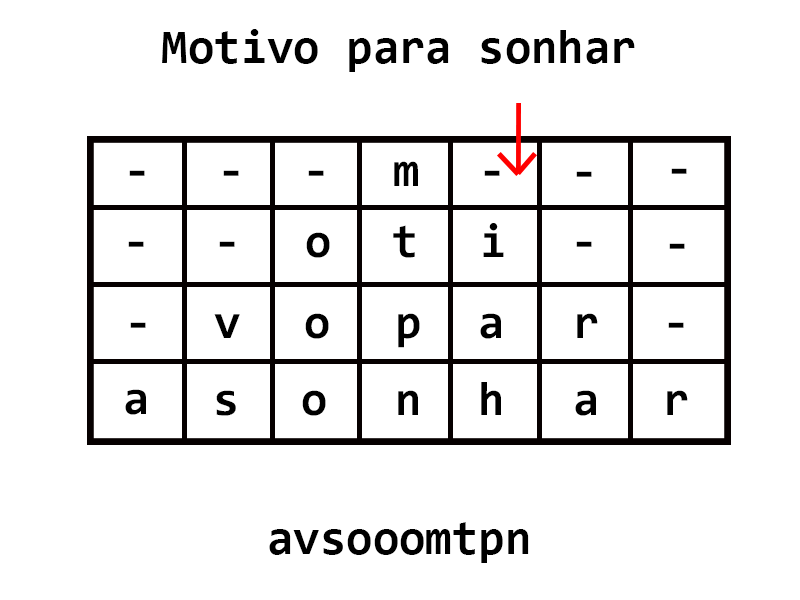 Motivo para sonhar
- - - m - - -
- - o t i - -
- v o p a r -
a s o n h a r
avsooomtpn